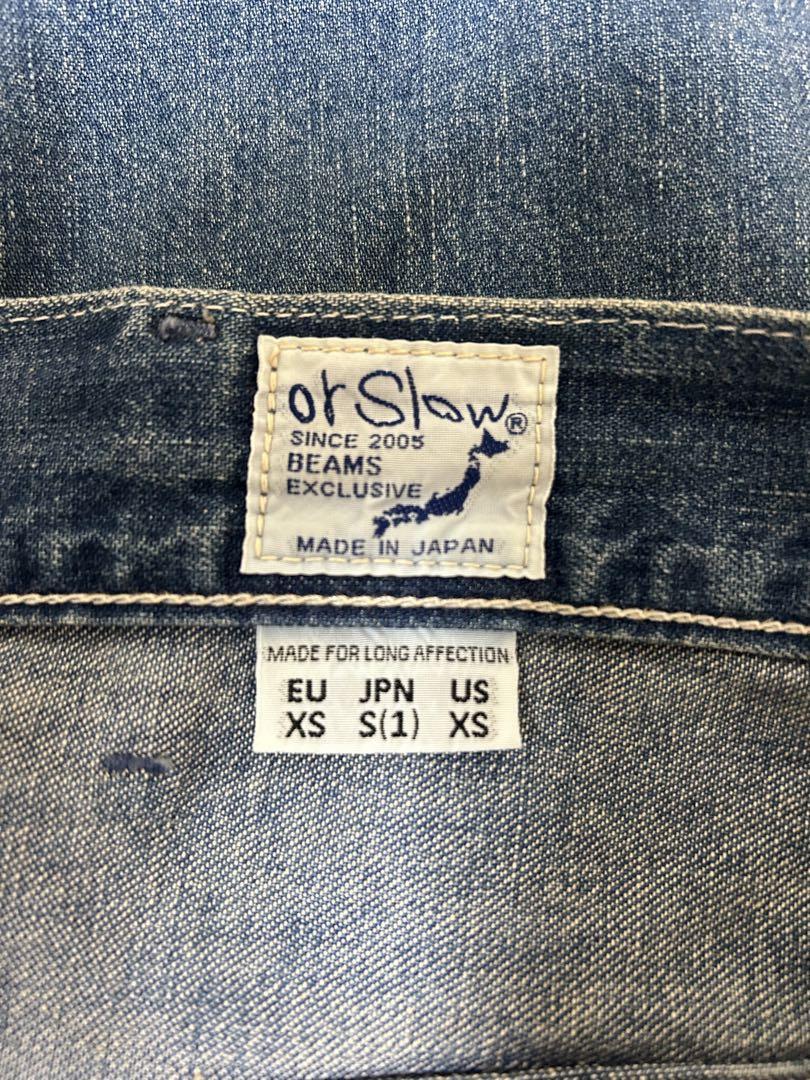 orSlow®
SINCE 2005
BEAMS
EXCLUSIVE
MADE IN JAPAN
MADE FOR LONG AFFECTION
EU JPN US
XS S(1) XS